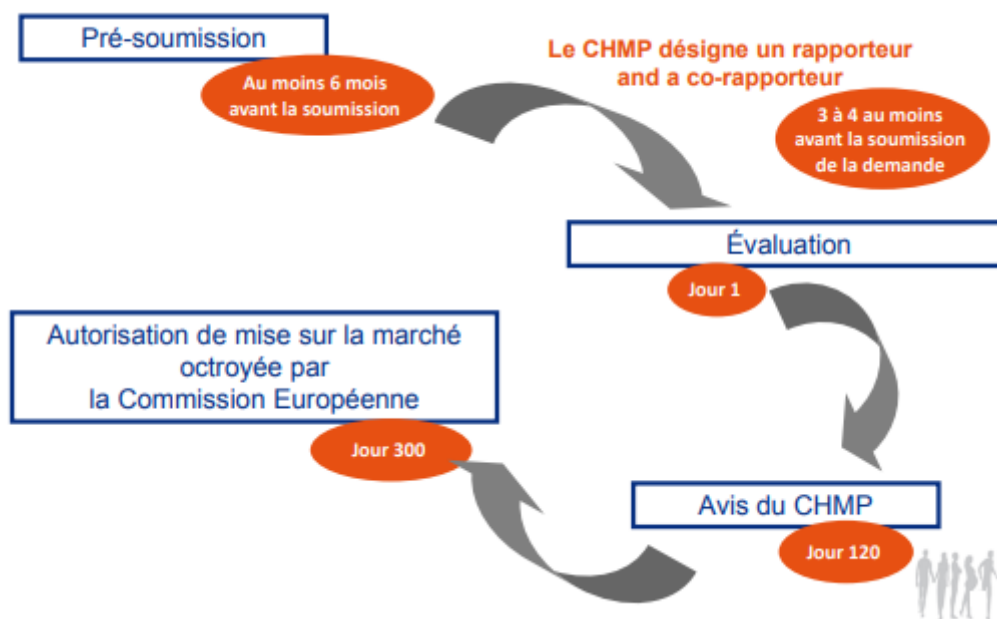 Pré-soumission
Au moins 6 mois
avant la soumission
Le CHMP désigne un rapporteur
and a co-rapporteur
3 à 4 au moins
avant la soumission
de la demande
Évaluation
Jour 1
Autorisation de mise sur la marché
octroyée par
la Commission Européenne
Jour 300
Avis du CHMP
Jour 120